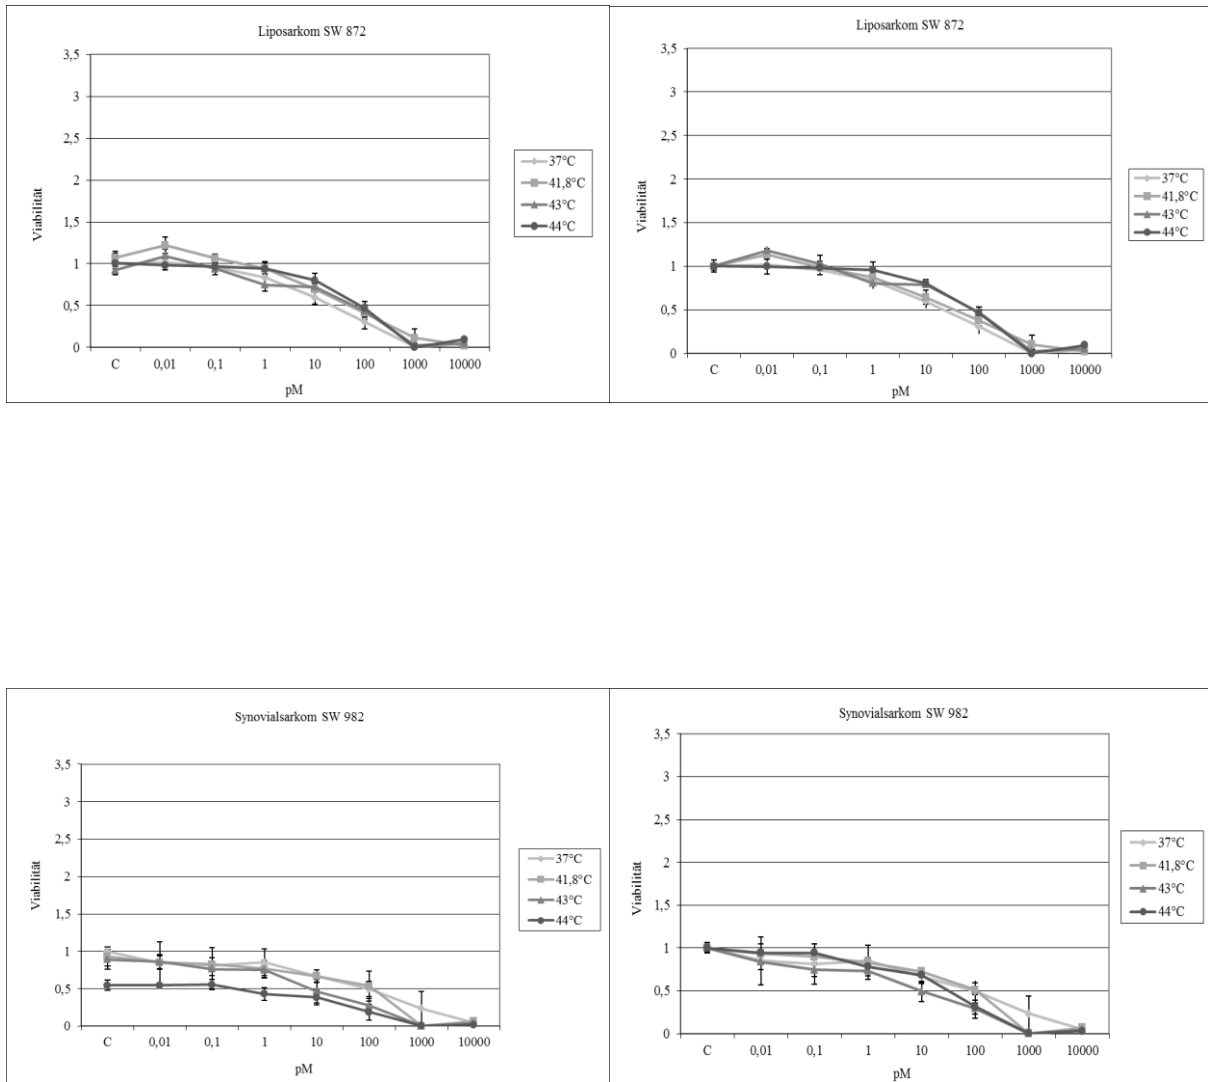 Liposarkom SW 872
3,5
3
2,5
2
1,5
1
0,5
0
Viabilität
C 0,01 0,1 1 10 100 1000 10000
pM
37°C
41,8°C
43°C
44°C
Liposarkom SW 872
3,5
3
2,5
2
1,5
1
0,5
0
Viabilität
C 0,01 0,1 1 10 100 1000 10000
pM
37°C
41,8°C
43°C
44°C
Synovialsarkom SW 982
3,5
3
2,5
2
1,5
1
0,5
0
Viabilität
C 0,01 0,1 1 10 100 1000 10000
pM
37°C
41,8°C
43°C
44°C
Synovialsarkom SW 982
3,5
3
2,5
2
1,5
1
0,5
0
Viabilität
C 0,01 0,1 1 10 100 1000 10000
pM
37°C
41,8°C
43°C
44°C